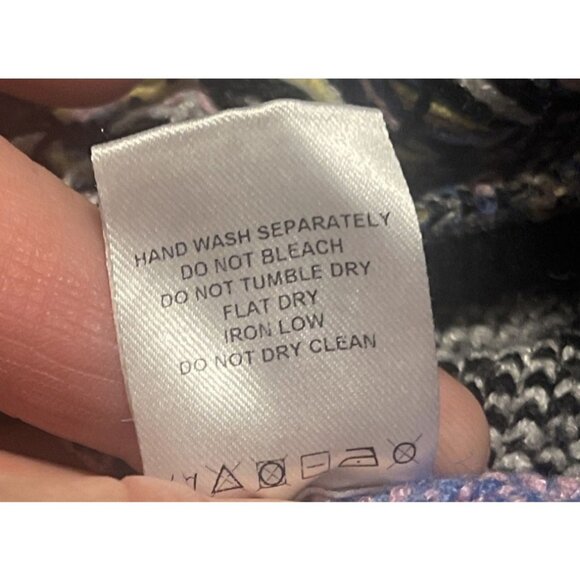 HAND WASH SEPARATELY
DO NOT BLEACH
DO NOT TUMBLE DRY
FLAT DRY
IRON LOW
DO NOT DRY CLEAN